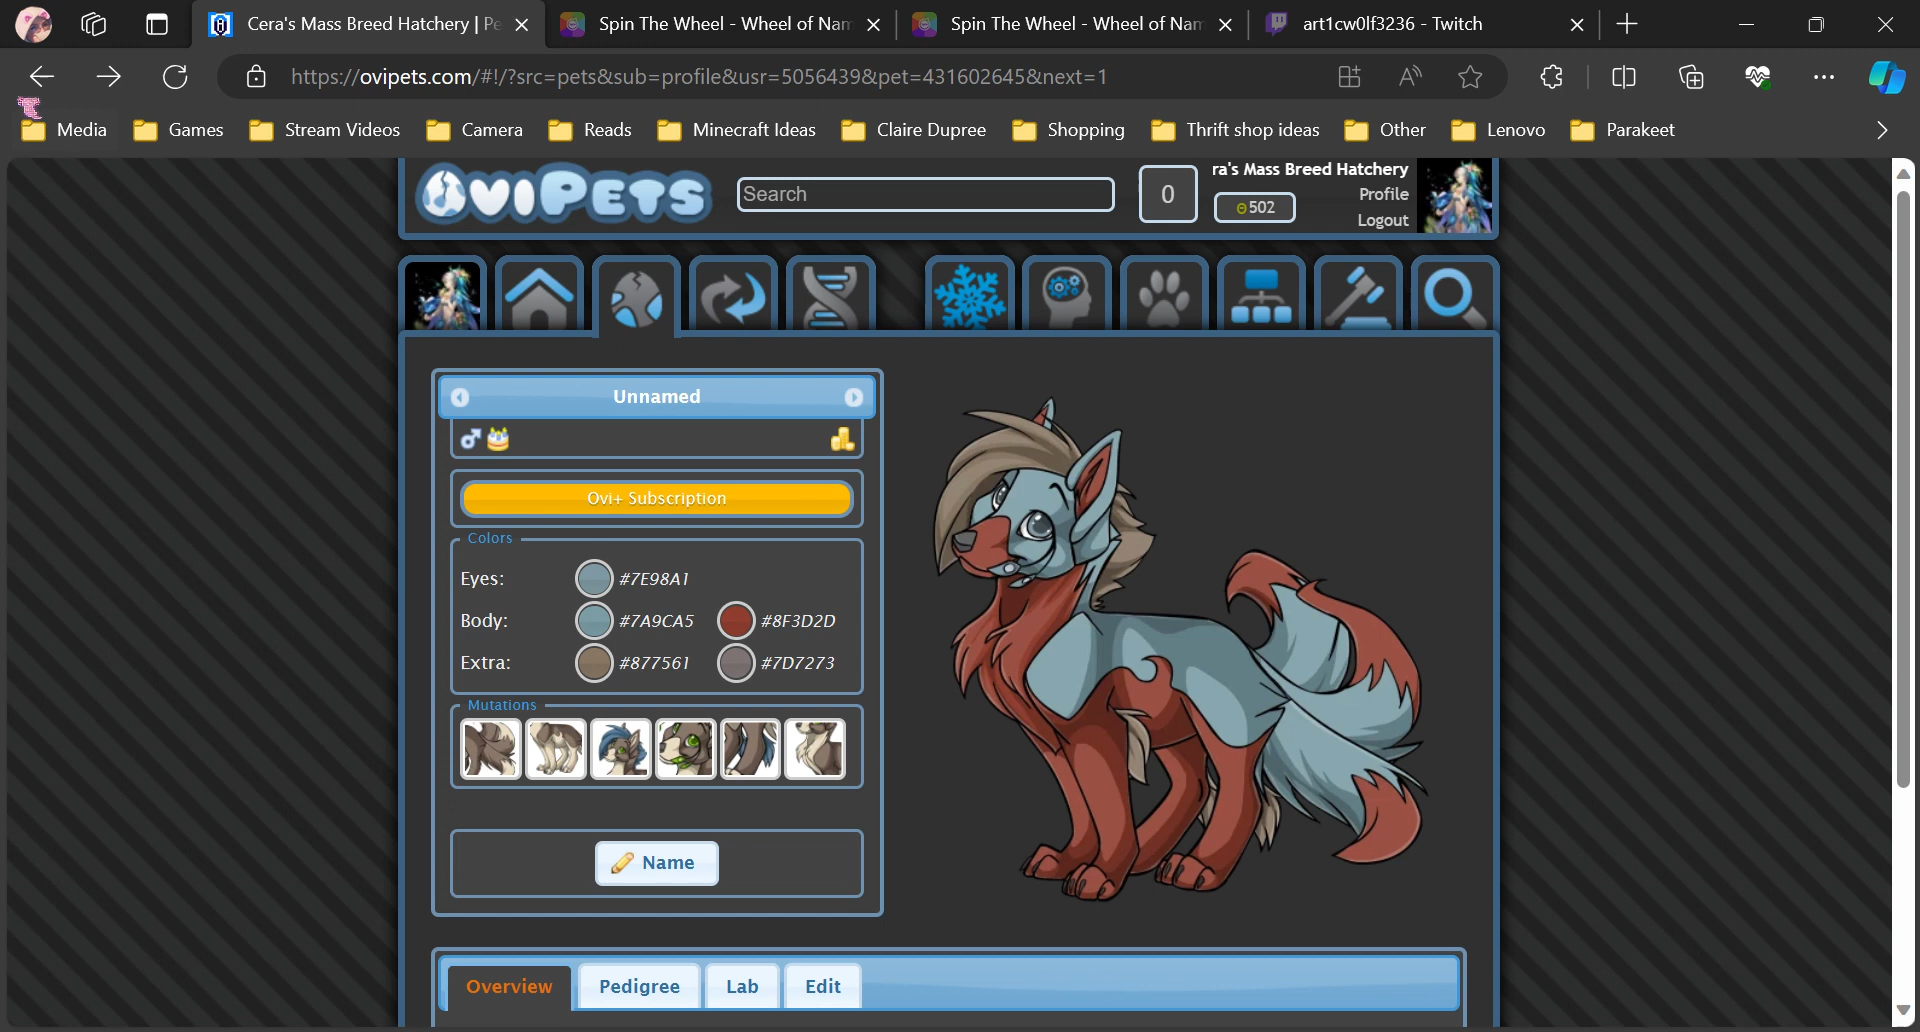 Cera's Mass Breed Hatchery | Pe
Spin The Wheel - Wheel of Nam
Spin The Wheel - Wheel of Nam
art1cw0lf3236 - Twitch
https://ovipets.com/#!/?src=pets&sub=profile&usr=5056439&pet=431602645&next=1
Media
Games
Stream Videos
Camera
Reads
Minecraft Ideas
Claire Dupree
Shopping
Thrift shop ideas
Other
Lenovo
Parakeet
OviPets
Search
0
ra's Mass Breed Hatchery
502
Profile
Logout
Unnamed
Ovi+ Subscription
Colors
Eyes: #7E98A1
Body: #7A9CA5 #8F3D2D
Extra: #877561 #7D7273
Mutations
Name
Overview
Pedigree
Lab
Edit